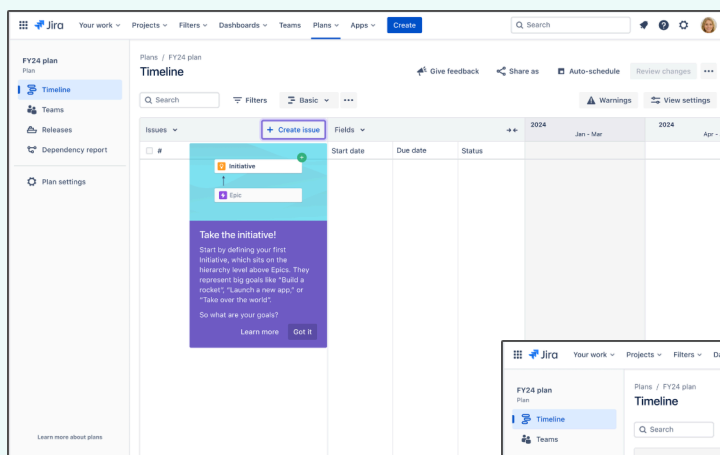 Jira Your work Projects Filters Dashboards Teams Plans Apps Create Search
FY24 plan
Plan
Timeline
Teams
Releases
Dependency report
Plan settings
Learn more about plans
Plans / FY24 plan
Timeline
Give feedback Share as Auto-schedule Review changes
Search Filters Basic Warnings View settings
Issues + Create issue Fields 2024 2024
Jan - Mar Apr -
# Start date Due date Status
Initiative
Epic
Take the initiative!
Start by defining your first
Initiative, which sits on the
hierarchy level above Epics. They
represent big goals like “Build a
rocket”, “Launch a new app,” or
“Take over the world”.
So what are your goals?
Learn more Got it
Jira Your work Projects Filters Da
FY24 plan
Plan
Timeline
Teams
Plans / FY24 plan
Timeline
Search